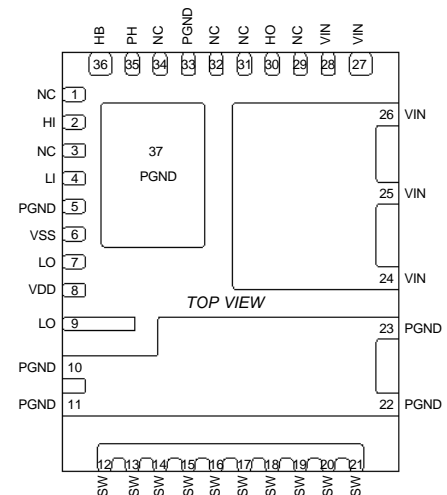 HB PH NC PGND NC NC HO NC VIN VIN
36 35 34 33 32 31 30 29 28 27
NC 1
HI 2
NC 3
LI 4
PGND 5
VSS 6
LO 7
VDD 8
LO 9
PGND 10
PGND 11
37
PGND
26 VIN
25 VIN
24 VIN
TOP VIEW
23 PGND
22 PGND
12 13 14 15 16 17 18 19 20 21
SW SW SW SW SW SW SW SW SW SW